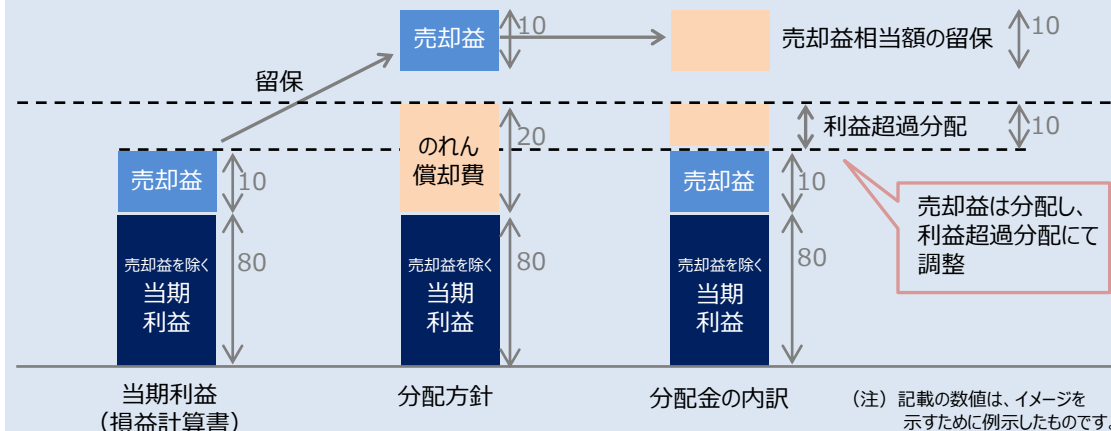 売却益
10
売却益相当額の留保
10
留保
のれん
償却費
20
利益超過分配
10
売却益
10
売却益
10
売却益は分配し、
利益超過分配にて
調整
売却益を除く
当期
利益
80
売却益を除く
当期
利益
80
売却益を除く
当期
利益
80
当期利益
（損益計算書）
分配方針
分配金の内訳
（注）記載の数値は、イメージを
示すために例示したものです。